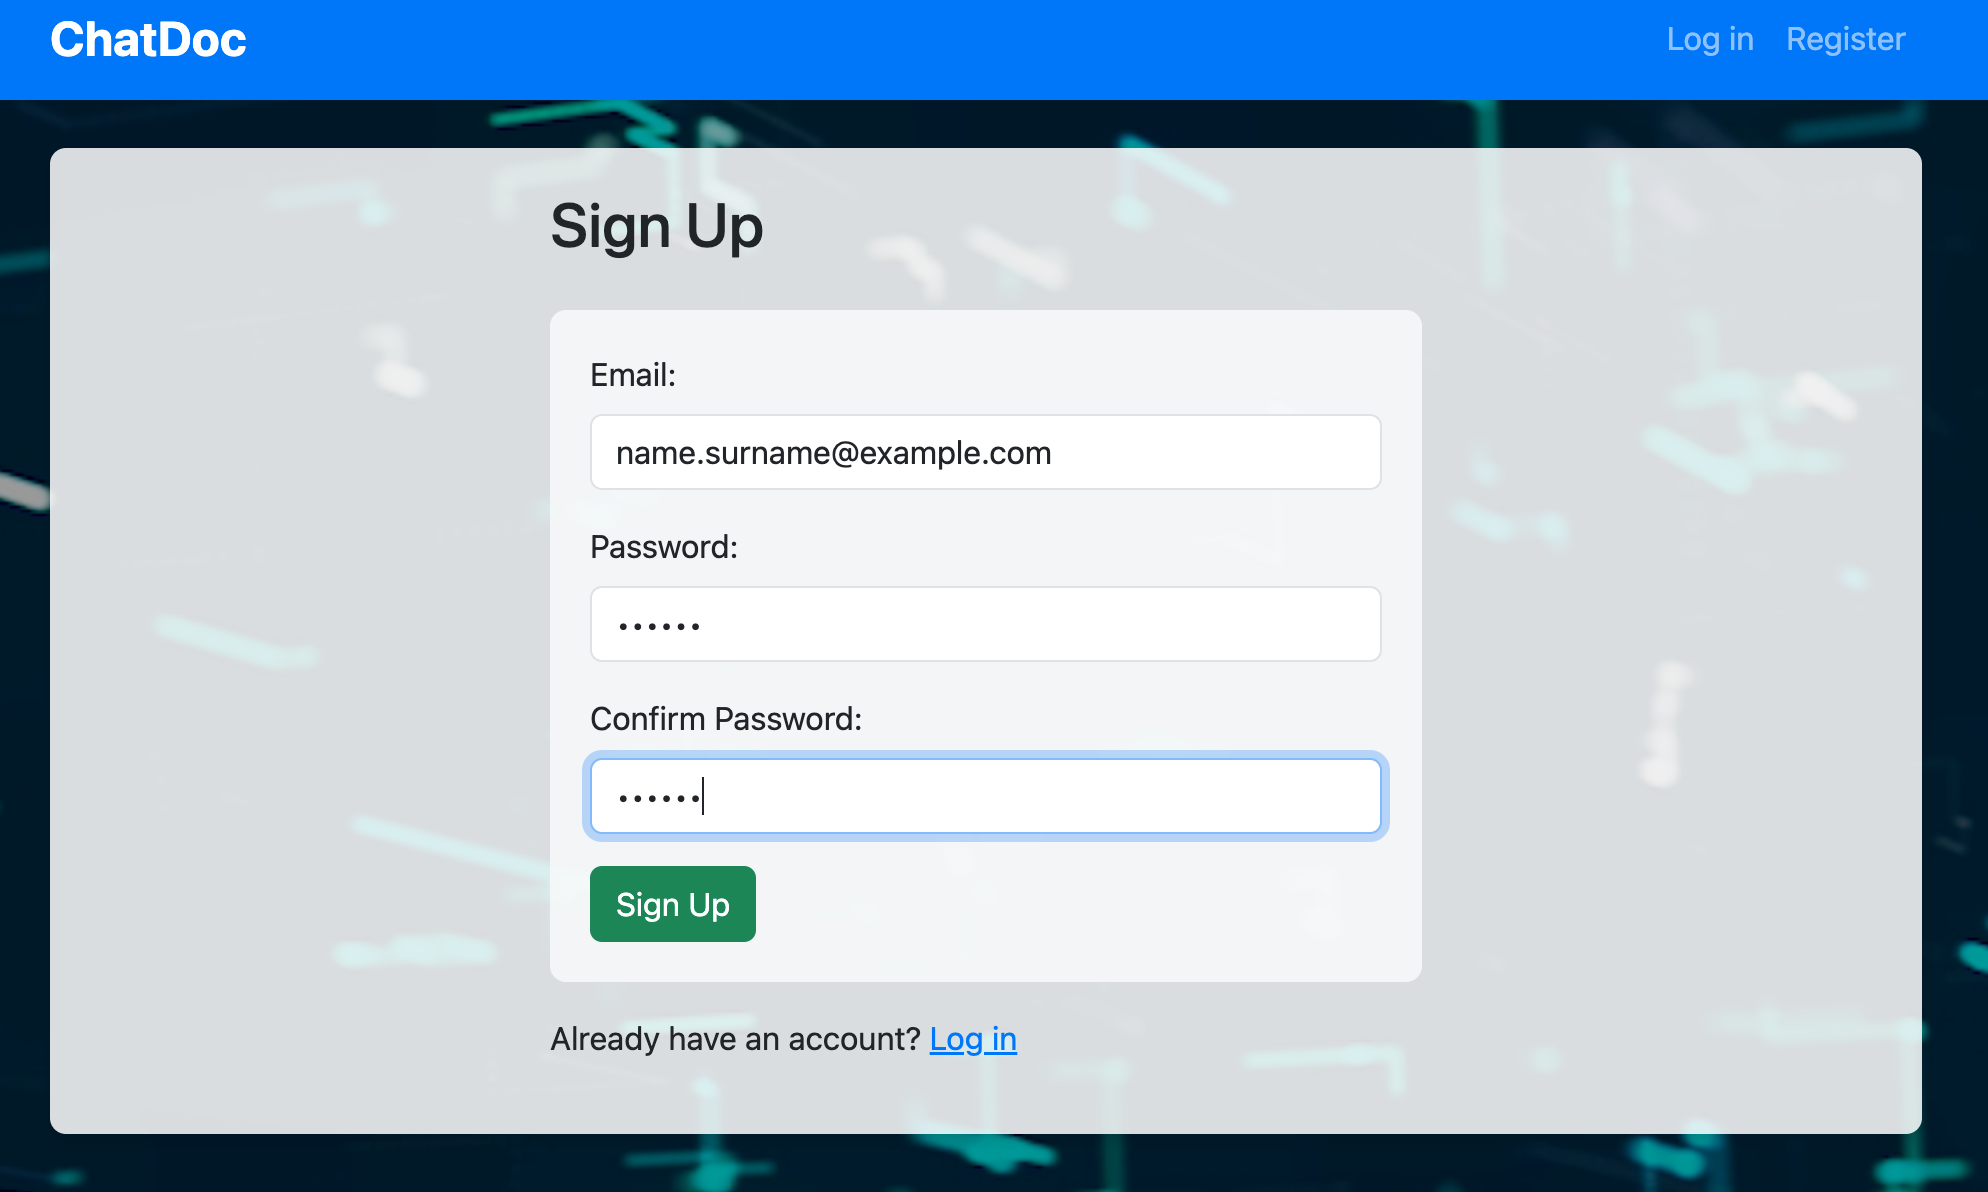 ChatDoc
Log in Register
Sign Up
Email:
name.surname@example.com
Password:
••••••
Confirm Password:
••••••
Sign Up
Already have an account? Log in